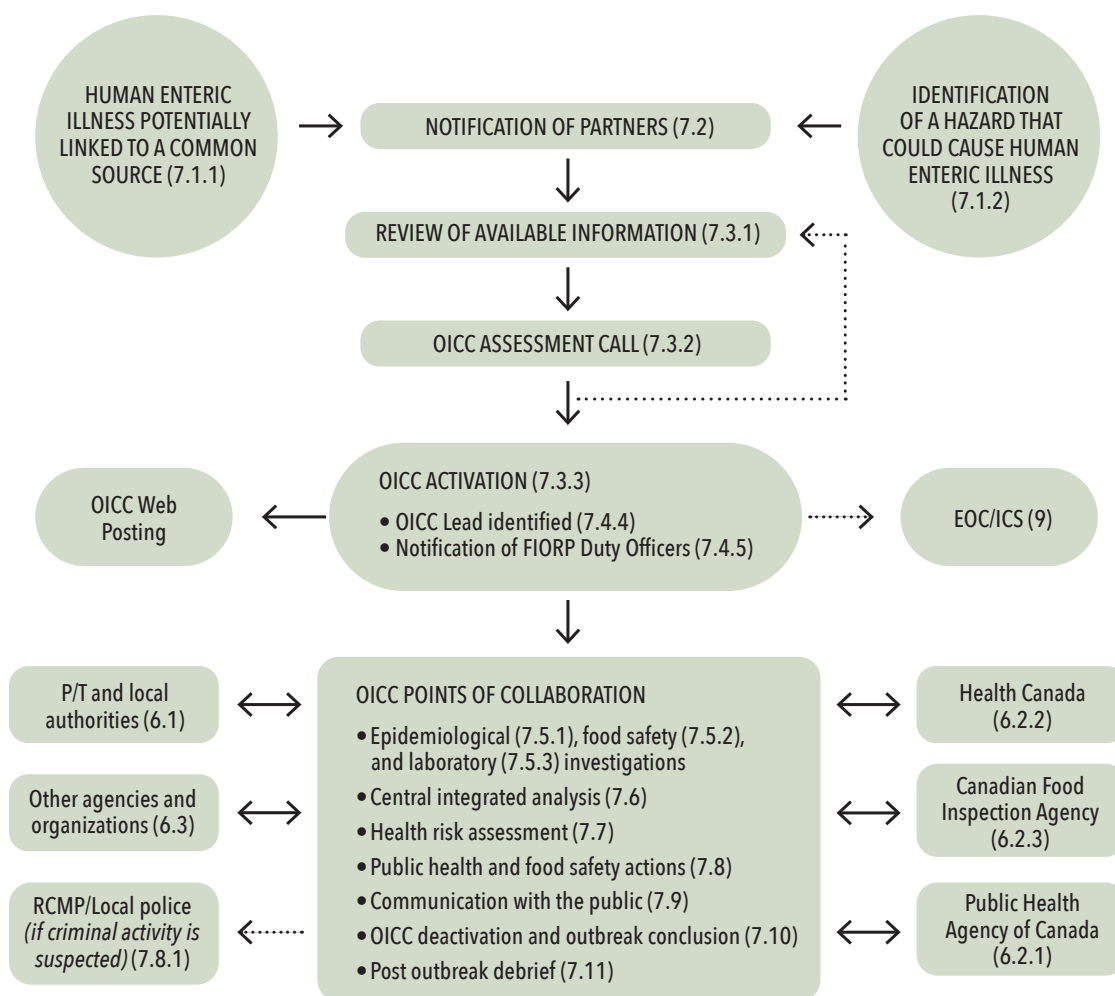 HUMAN ENTERIC
ILLNESS POTENTIALLY
LINKED TO A COMMON
SOURCE (7.1.1)
NOTIFICATION OF PARTNERS (7.2)
IDENTIFICATION
OF A HAZARD THAT
COULD CAUSE HUMAN
ENTERIC ILLNESS
(7.1.2)
REVIEW OF AVAILABLE INFORMATION (7.3.1)
OICC ASSESSMENT CALL (7.3.2)
OICC Web
Posting
OICC ACTIVATION (7.3.3)
• OICC Lead identified (7.4.4)
• Notification of FIORP Duty Officers (7.4.5)
EOC/ICS (9)
P/T and local
authorities (6.1)
Other agencies and
organizations (6.3)
RCMP/Local police
(if criminal activity is
suspected) (7.8.1)
OICC POINTS OF COLLABORATION
• Epidemiological (7.5.1), food safety (7.5.2),
and laboratory (7.5.3) investigations
• Central integrated analysis (7.6)
• Health risk assessment (7.7)
• Public health and food safety actions (7.8)
• Communication with the public (7.9)
• OICC deactivation and outbreak conclusion (7.10)
• Post outbreak debrief (7.11)
Health Canada
(6.2.2)
Canadian Food
Inspection Agency
(6.2.3)
Public Health
Agency of Canada
(6.2.1)